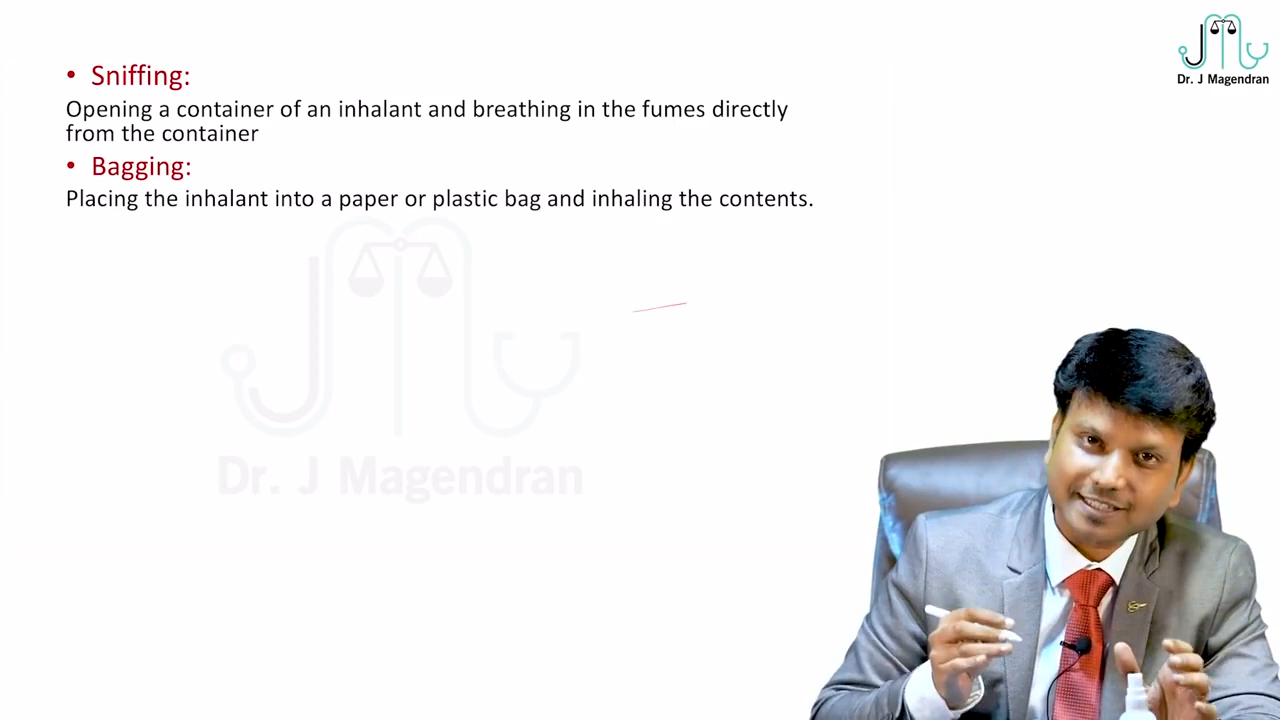 Dr. J Magendran
• Sniffing:
Opening a container of an inhalant and breathing in the fumes directly
from the container
• Bagging:
Placing the inhalant into a paper or plastic bag and inhaling the contents.
Dr. J Magendran